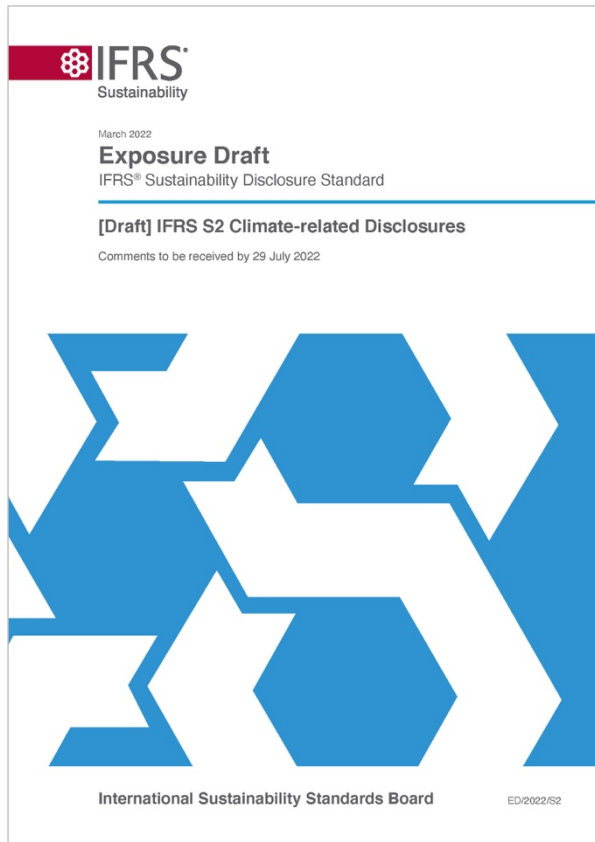 IFRS®
Sustainability
March 2022
Exposure Draft
IFRS® Sustainability Disclosure Standard
[Draft] IFRS S2 Climate-related Disclosures
Comments to be received by 29 July 2022
International Sustainability Standards Board
ED/2022/S2